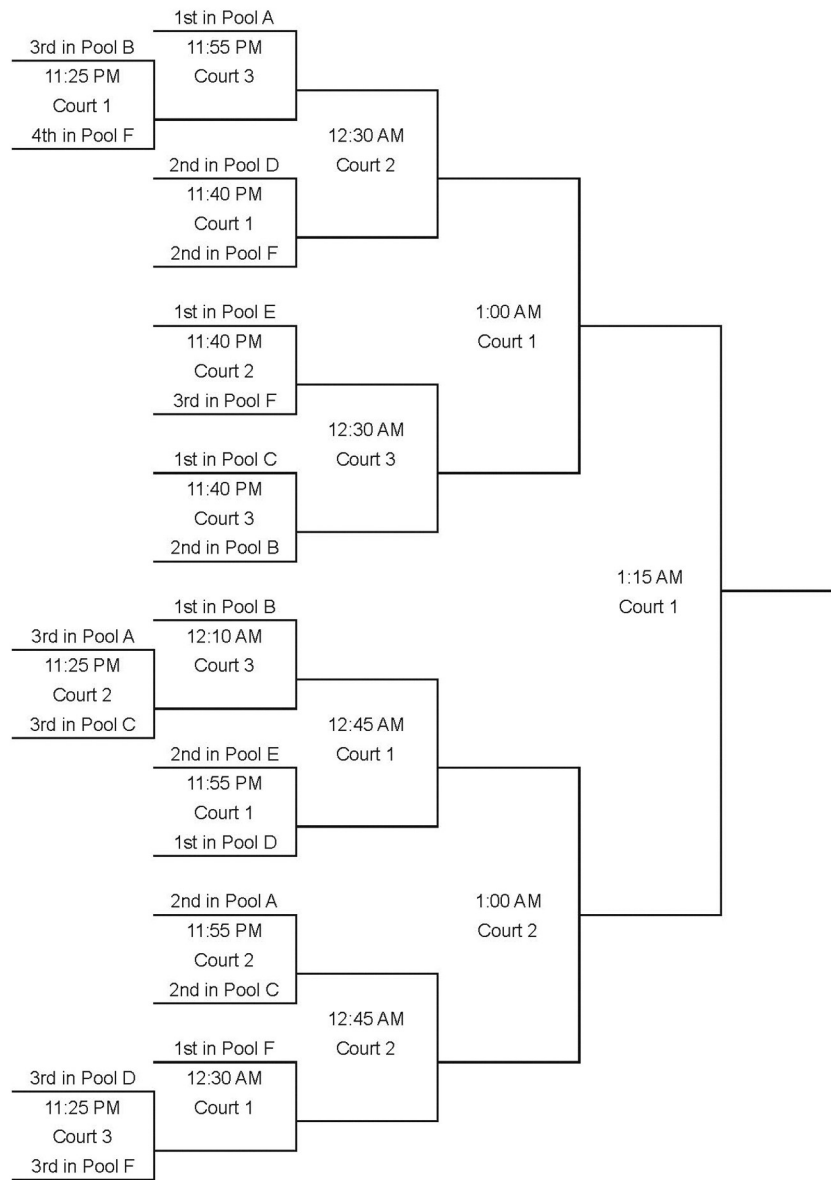 1st in Pool A
3rd in Pool B
11:55 PM
Court 3
11:25 PM
Court 1
4th in Pool F
12:30 AM
Court 2
2nd in Pool D
11:40 PM
Court 1
2nd in Pool F
1st in Pool E
11:40 PM
Court 2
3rd in Pool F
1:00 AM
Court 1
12:30 AM
Court 3
1st in Pool C
11:40 PM
Court 3
2nd in Pool B
1:15 AM
Court 1
1st in Pool B
3rd in Pool A
12:10 AM
Court 3
11:25 PM
Court 2
3rd in Pool C
12:45 AM
Court 1
2nd in Pool E
11:55 PM
Court 1
1st in Pool D
2nd in Pool A
11:55 PM
Court 2
2nd in Pool C
1:00 AM
Court 2
12:45 AM
Court 2
1st in Pool F
3rd in Pool D
12:30 AM
Court 1
11:25 PM
Court 3
3rd in Pool F